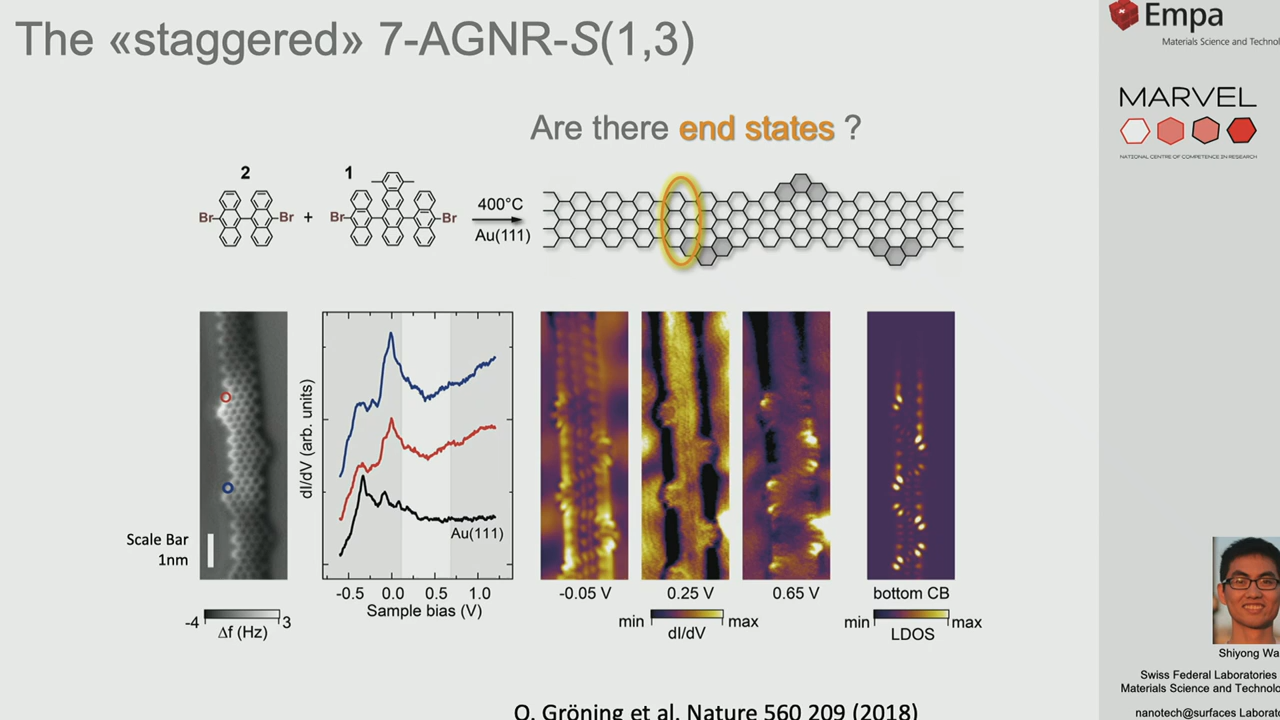 The «staggered» 7-AGNR-S(1,3)
Empa
Materials Science and Technol
MARVEL
NATIONAL CENTRE OF COMPETENCE IN RESEARCH
Are there end states ?
2
1
Br
Br
+
Br
Br
400°C
Au(111)
Scale Bar
1nm
-4
3
Δf (Hz)
dI/dV (arb. units)
Au(111)
-0.5
0.0
0.5
1.0
Sample bias (V)
-0.05 V
0.25 V
0.65 V
bottom CB
min
max
dI/dV
min
max
LDOS
Shiyong Wa
Swiss Federal Laboratories
Materials Science and Technolo
nanotech@surfaces Laborato
O. Gröning et al. Nature 560 209 (2018)